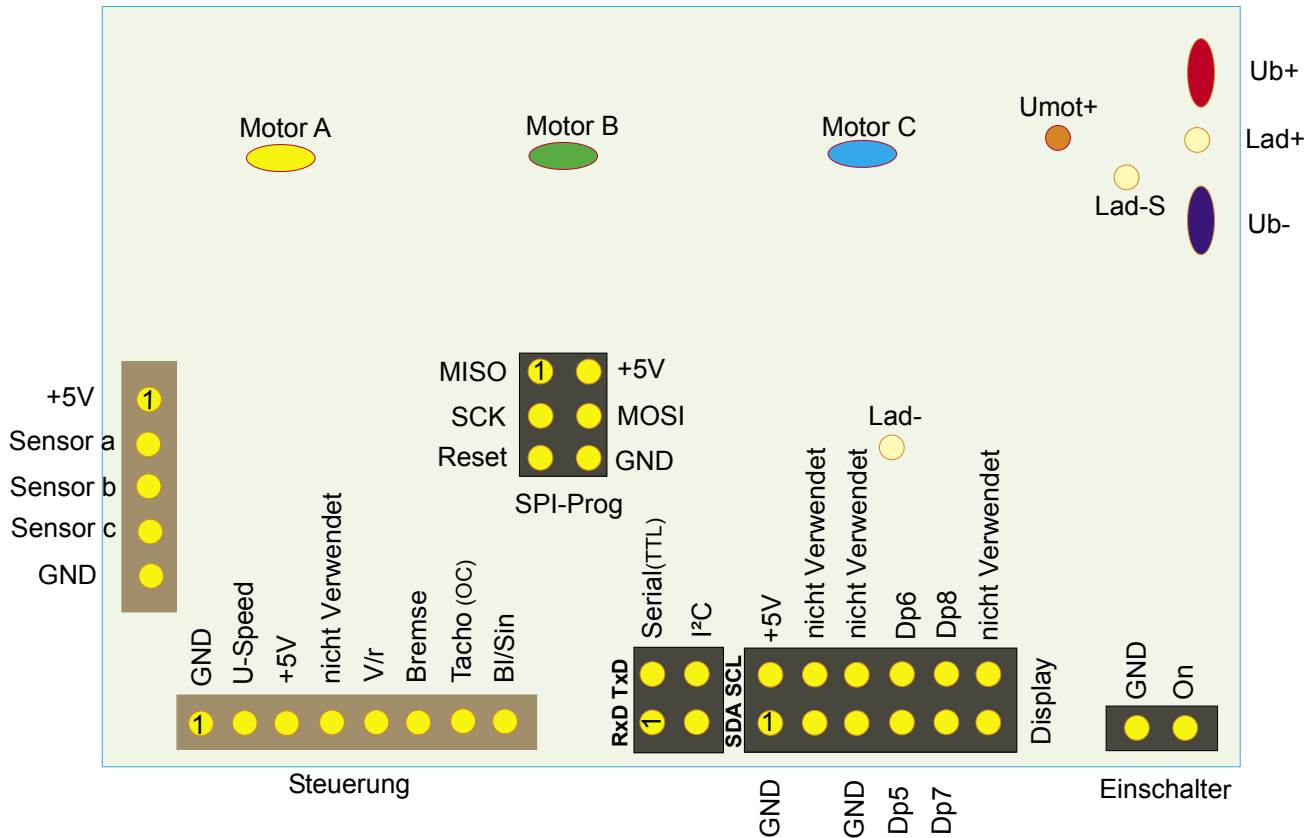 Ub+
Motor A
Motor B
Motor C
Umot+
Lad+
Lad-S
Ub-
MISO
1
+5V
SCK
MOSI
Reset
GND
SPI-Prog
Lad-
+5V
1
Sensor a
Sensor b
Sensor c
GND
GND
U-Speed
+5V
nicht Verwendet
V/r
Bremse
Tacho (OC)
Bl/Sin
1
Steuerung
Serial(TTL)
I²C
RxD TxD
1
SDA SCL
+5V
nicht Verwendet
nicht Verwendet
Dp6
Dp8
nicht Verwendet
1
Display
GND
GND
Dp5
Dp7
GND
On
Einschalter